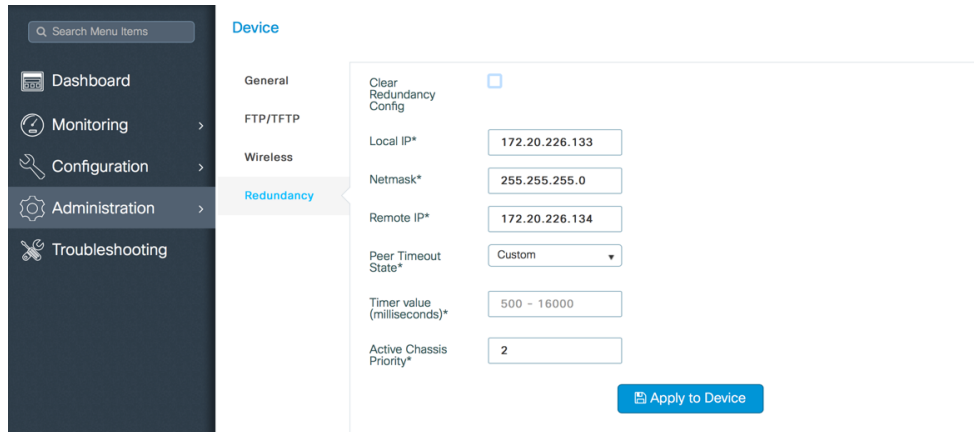 Search Menu Items
Dashboard
Monitoring
Configuration
Administration
Troubleshooting
Device
General
FTP/TFTP
Wireless
Redundancy
Clear
Redundancy
Config
Local IP*
172.20.226.133
Netmask*
255.255.255.0
Remote IP*
172.20.226.134
Peer Timeout
State*
Custom
Timer value
(milliseconds)*
500 - 16000
Active Chassis
Priority*
2
Apply to Device